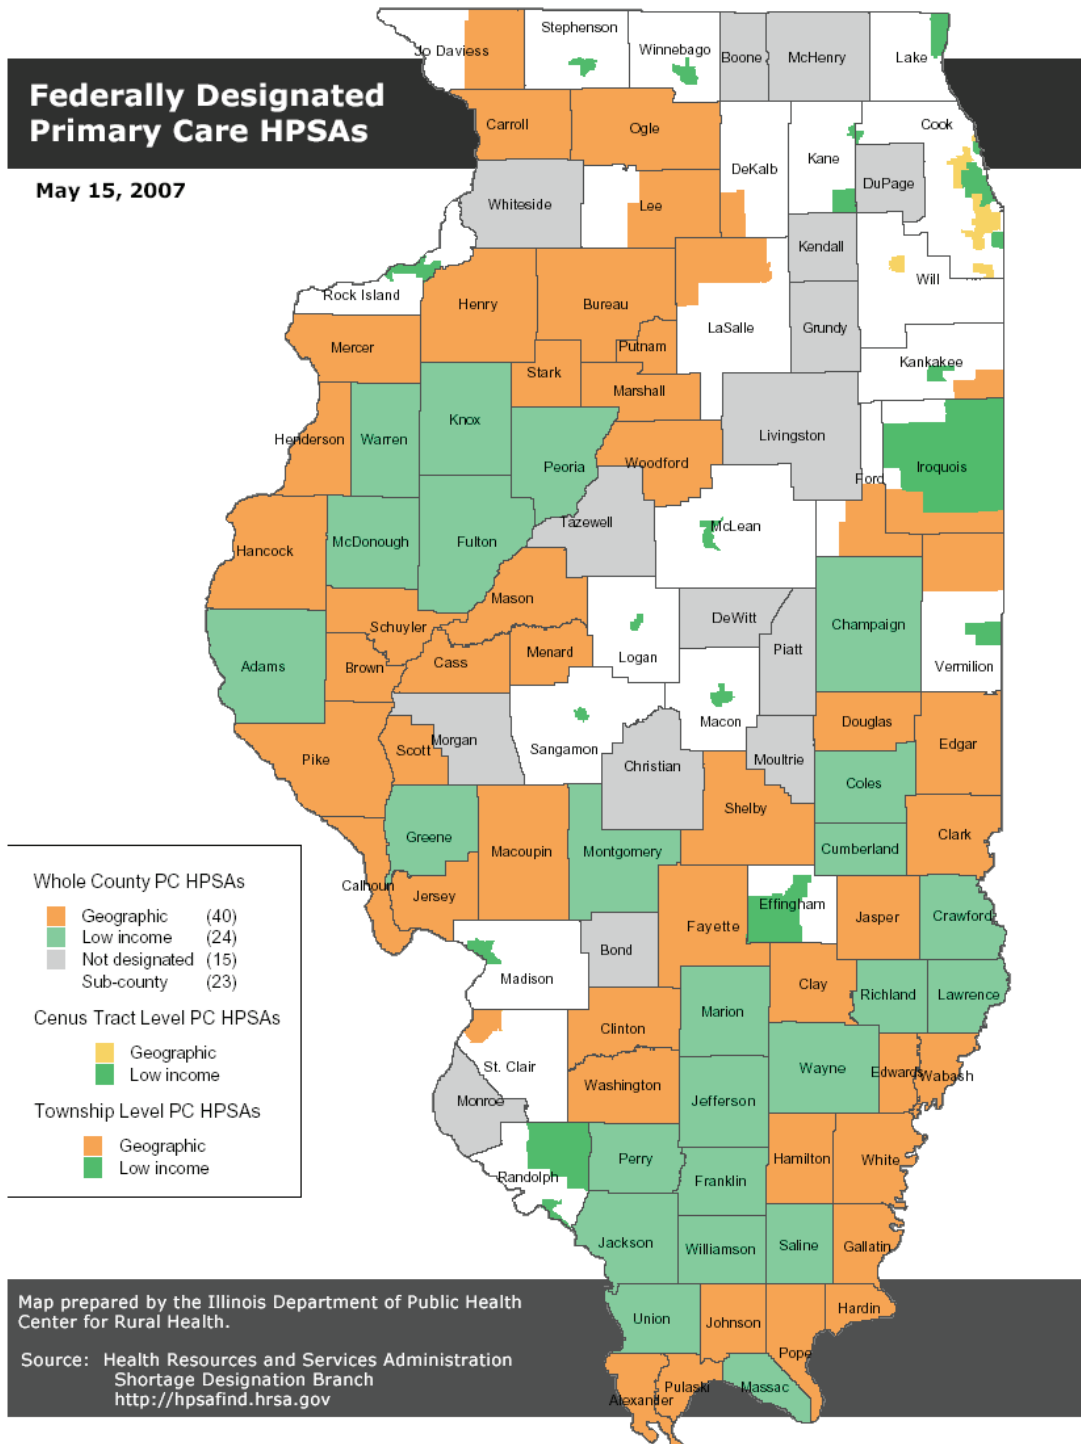 Federally Designated
Primary Care HPSAs
May 15, 2007
Jo Daviess
Stephenson
Winnebago
Boone
McHenry
Lake
Carroll
Ogle
DeKalb
Kane
Cook
DuPage
Whiteside
Lee
Kendall
Rock Island
Henry
Bureau
Will
LaSalle
Grundy
Mercer
Putnam
Kankakee
Stark
Marshall
Henderson
Warren
Knox
Peoria
Woodford
Livingston
Ford
Iroquois
Hancock
McDonough
Fulton
Tazewell
McLean
Mason
Schuyler
DeWitt
Champaign
Adams
Brown
Cass
Menard
Logan
Piatt
Vermilion
Macon
Pike
Scott
Morgan
Sangamon
Christian
Moultrie
Douglas
Edgar
Shelby
Coles
Greene
Macoupin
Montgomery
Cumberland
Clark
Calhoun
Jersey
Fayette
Effingham
Jasper
Crawford
Madison
Bond
Clay
Richland
Lawrence
Marion
Clinton
St. Clair
Washington
Wayne
Edwards
Wabash
Monroe
Jefferson
Randolph
Perry
Franklin
Hamilton
White
Jackson
Williamson
Saline
Gallatin
Union
Johnson
Pope
Hardin
Alexander
Pulaski
Massac
Whole County PC HPSAs
Geographic (40)
Low income (24)
Not designated (15)
Sub-county (23)
Cenus Tract Level PC HPSAs
Geographic
Low income
Township Level PC HPSAs
Geographic
Low income
Map prepared by the Illinois Department of Public Health
Center for Rural Health.
Source: Health Resources and Services Administration
Shortage Designation Branch
http://hpsafind.hrsa.gov